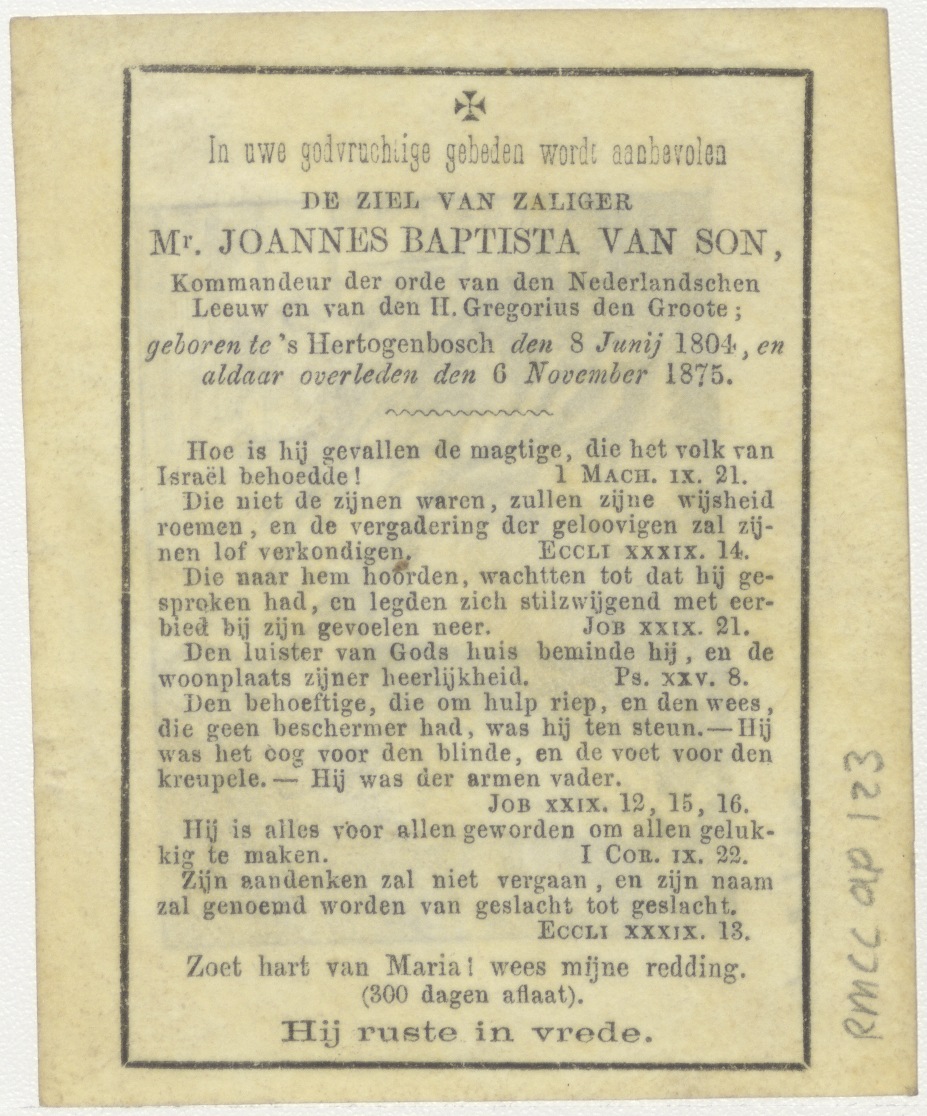 In uwe godvruchtige gebeden wordt aanbevolen
DE ZIEL VAN ZALIGER
Mr. JOANNES BAPTISTA VAN SON,
Kommandeur der orde van den Nederlandschen
Leeuw en van den H. Gregorius den Groote;
geboren te 's Hertogenbosch den 8 Junij 1804, en
aldaar overleden den 6 November 1875.
Hoe is hij gevallen de magtige, die het volk van
Israël behoedde! 1 MACH. IX. 21.
Die niet de zijnen waren, zullen zijne wijsheid
roemen, en de vergadering der geloovigen zal zij-
nen lof verkondigen. ECCLI XXXIX. 14.
Die naar hem hoorden, wachtten tot dat hij ge-
sproken had, en legden zich stilzwijgend met eer-
bied bij zijn gevoelen neer. JOB XXIX. 21.
Den luister van Gods huis beminde hij, en de
woonplaats zijner heerlijkheid. Ps. XXV. 8.
Den behoeftige, die om hulp riep, en den wees,
die geen beschermer had, was hij ten steun.—Hij
was het oog voor den blinde, en de voet voor den
kreupele.— Hij was der armen vader.
JOB XXIX. 12, 15, 16.
Hij is alles voor allen geworden om allen geluk-
kig te maken. I COR. IX. 22.
Zijn aandenken zal niet vergaan, en zijn naam
zal genoemd worden van geslacht tot geslacht.
ECCLI XXXIX. 13.
Zoet hart van Maria! wees mijne redding.
(300 dagen aflaat).
Hij ruste in vrede.
RMCC ap 123